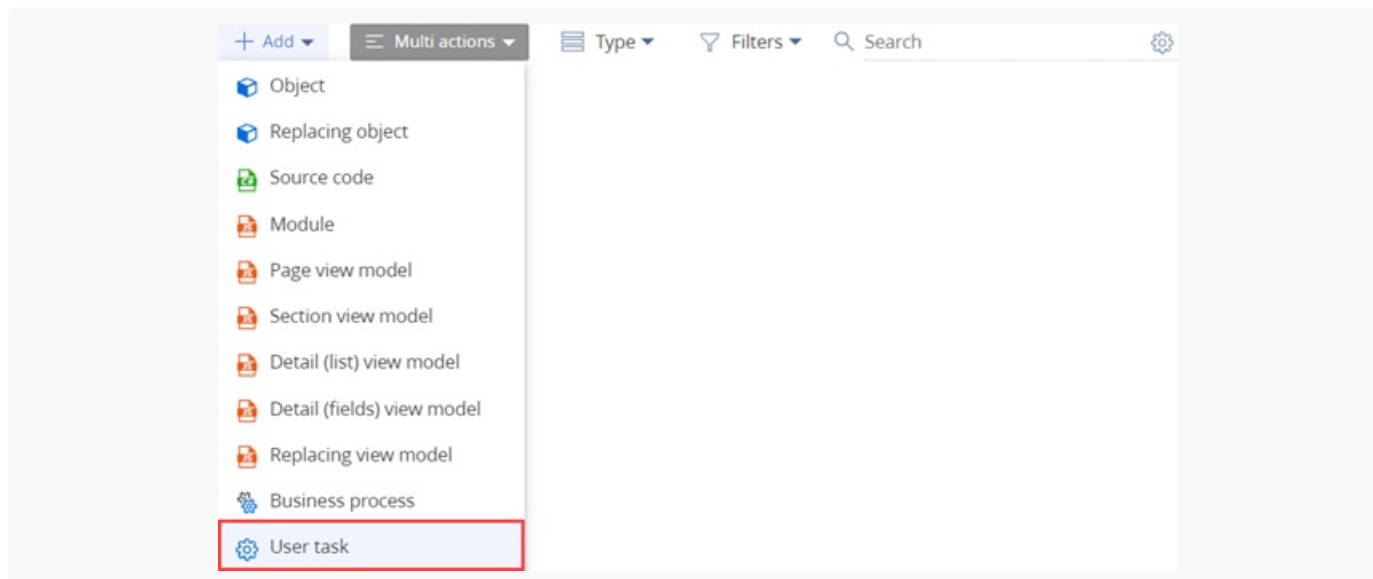 Add Multi actions Type Filters Search
Object
Replacing object
Source code
Module
Page view model
Section view model
Detail (list) view model
Detail (fields) view model
Replacing view model
Business process
User task